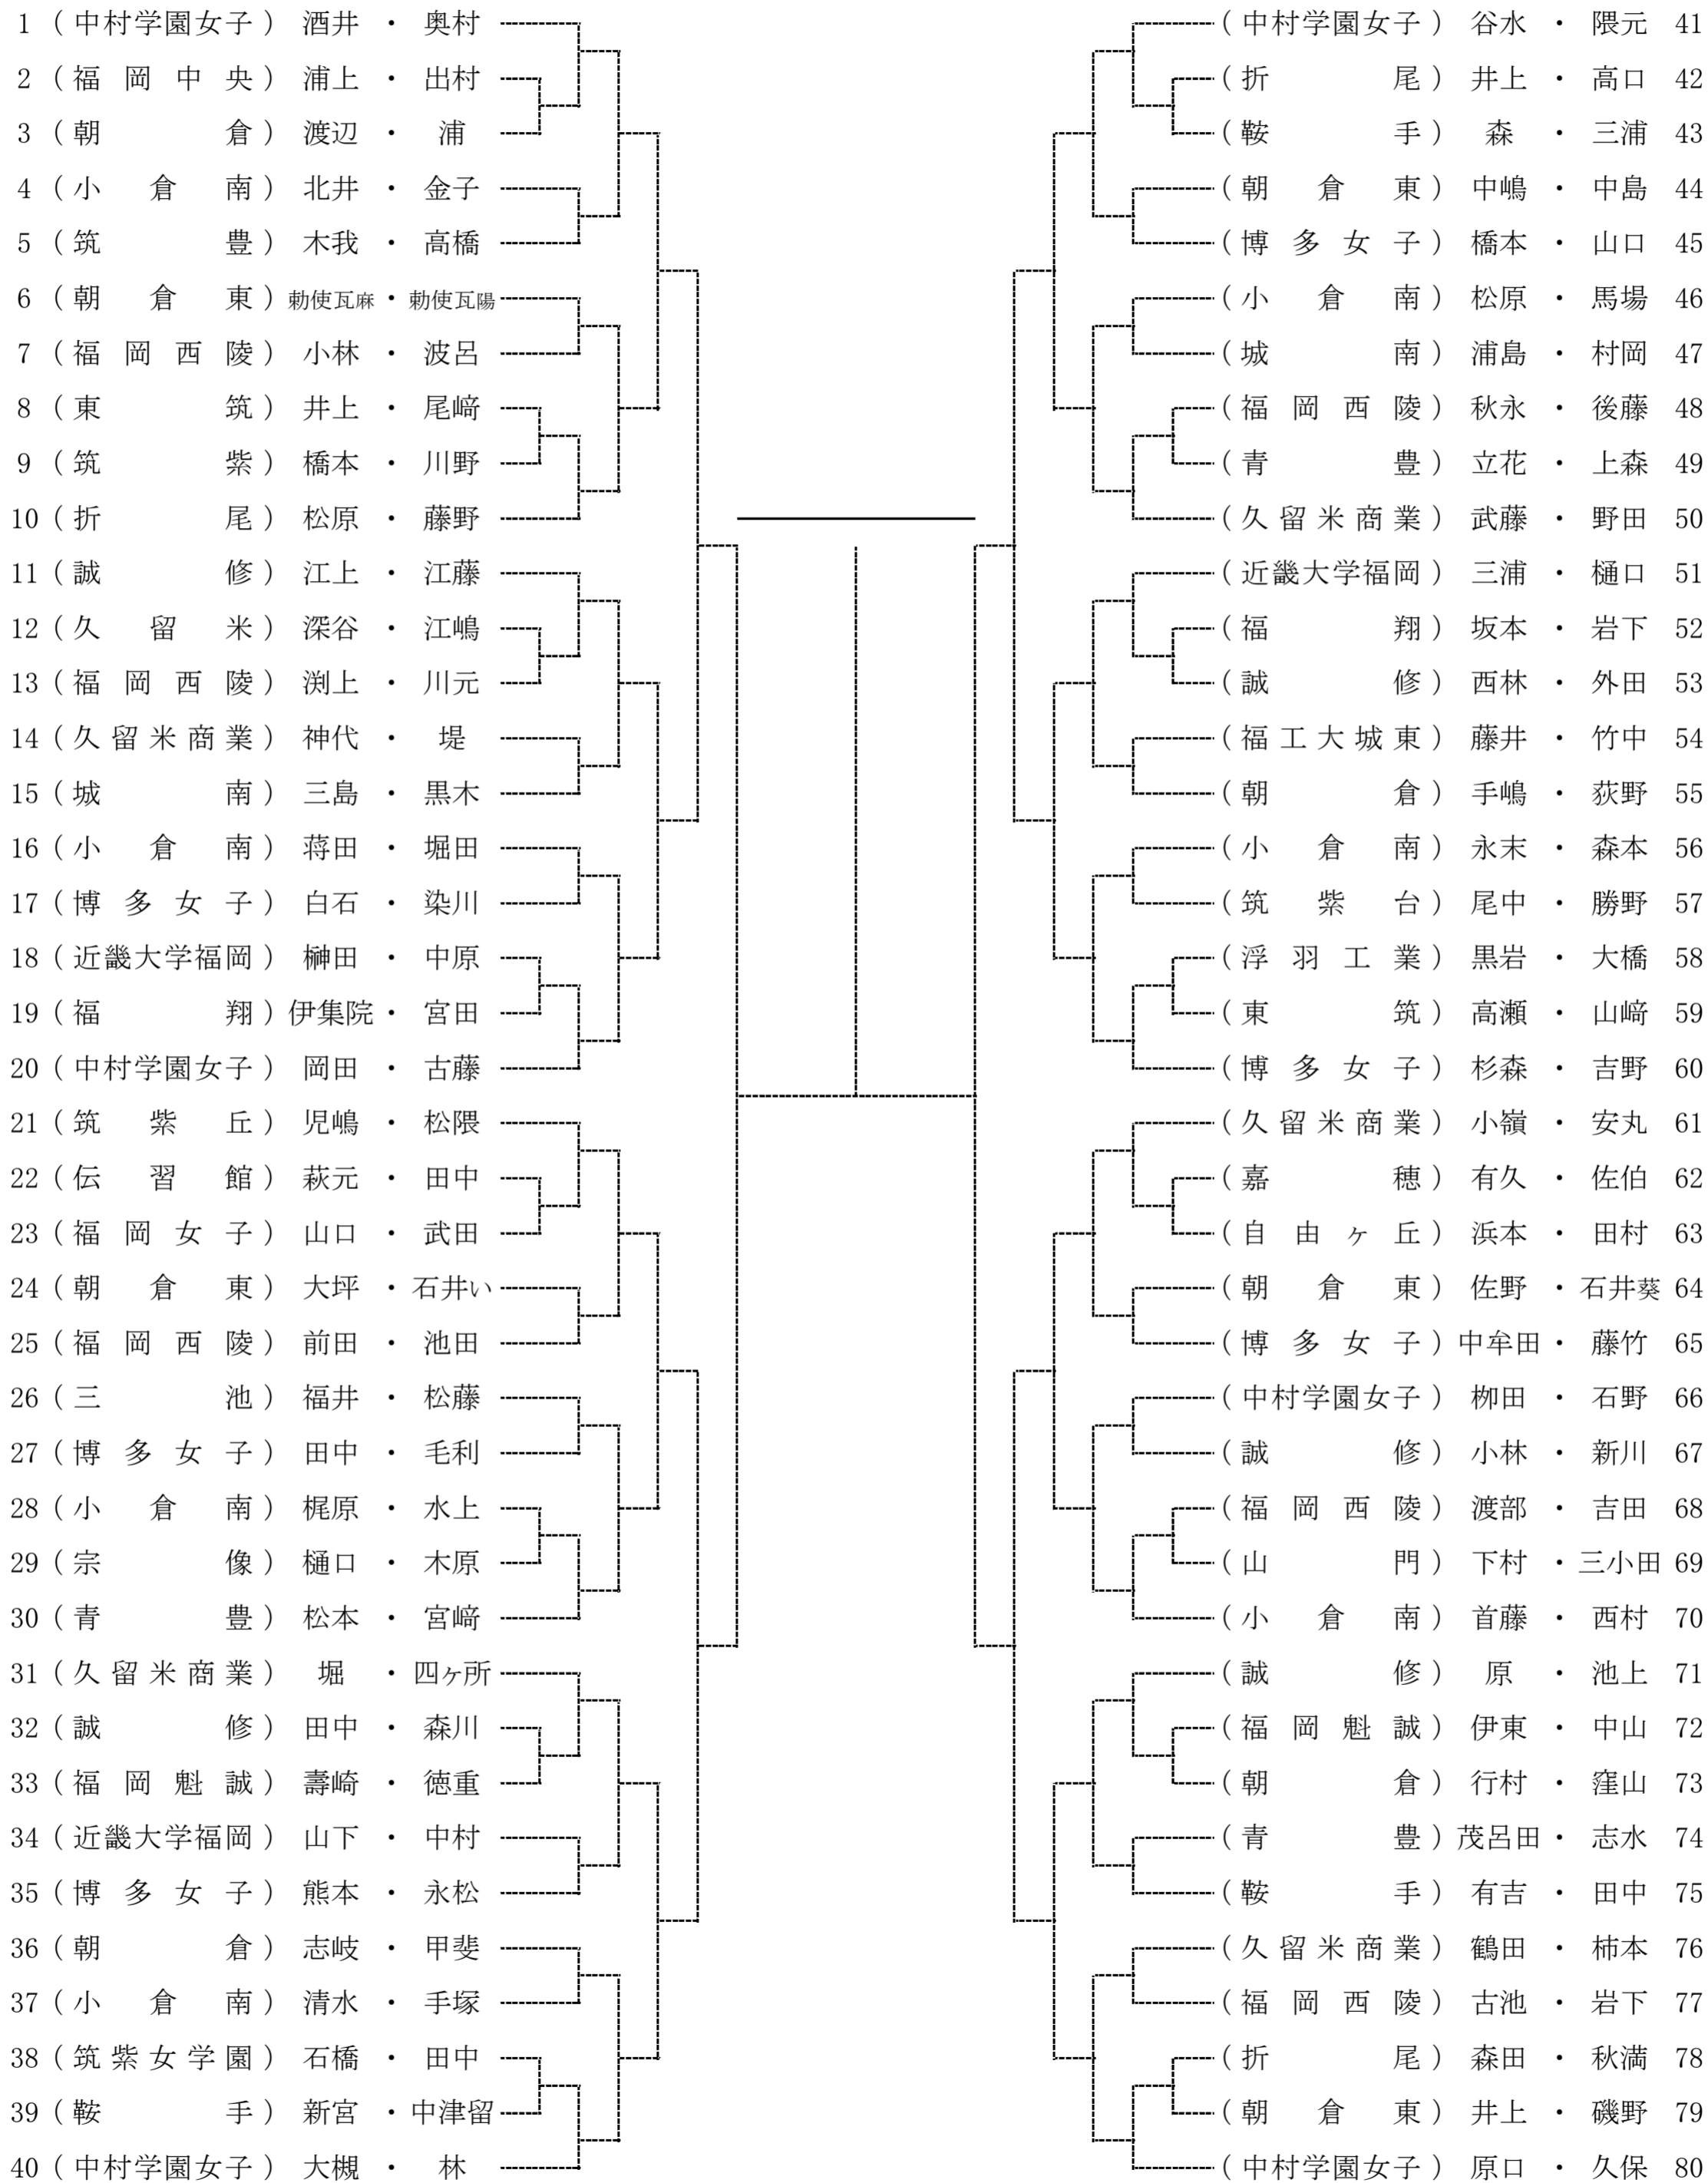 1 (中村学園女子) 酒井 ・ 奥村
2 (福岡中央) 浦上 ・ 出村
3 (朝倉) 渡辺 ・ 浦
4 (小倉南) 北井 ・ 金子
5 (筑豊) 木我 ・ 高橋
6 (朝倉東) 勅使瓦麻 ・ 勅使瓦陽
7 (福岡西陵) 小林 ・ 波呂
8 (東筑) 井上 ・ 尾﨑
9 (筑紫) 橋本 ・ 川野
10 (折尾) 松原 ・ 藤野
11 (誠修) 江上 ・ 江藤
12 (久留米) 深谷 ・ 江嶋
13 (福岡西陵) 渕上 ・ 川元
14 (久留米商業) 神代 ・ 堤
15 (城南) 三島 ・ 黒木
16 (小倉南) 蒋田 ・ 堀田
17 (博多女子) 白石 ・ 染川
18 (近畿大学福岡) 榊田 ・ 中原
19 (福翔) 伊集院 ・ 宮田
20 (中村学園女子) 岡田 ・ 古藤
21 (筑紫丘) 児嶋 ・ 松隈
22 (伝習館) 萩元 ・ 田中
23 (福岡女子) 山口 ・ 武田
24 (朝倉東) 大坪 ・ 石井い
25 (福岡西陵) 前田 ・ 池田
26 (三池) 福井 ・ 松藤
27 (博多女子) 田中 ・ 毛利
28 (小倉南) 梶原 ・ 水上
29 (宗像) 樋口 ・ 木原
30 (青豊) 松本 ・ 宮﨑
31 (久留米商業) 堀 ・ 四ヶ所
32 (誠修) 田中 ・ 森川
33 (福岡魁誠) 壽崎 ・ 徳重
34 (近畿大学福岡) 山下 ・ 中村
35 (博多女子) 熊本 ・ 永松
36 (朝倉) 志岐 ・ 甲斐
37 (小倉南) 清水 ・ 手塚
38 (筑紫女学園) 石橋 ・ 田中
39 (鞍手) 新宮 ・ 中津留
40 (中村学園女子) 大槻 ・ 林
(中村学園女子) 谷水 ・ 隈元 41
(折尾) 井上 ・ 高口 42
(鞍手) 森 ・ 三浦 43
(朝倉東) 中嶋 ・ 中島 44
(博多女子) 橋本 ・ 山口 45
(小倉南) 松原 ・ 馬場 46
(城南) 浦島 ・ 村岡 47
(福岡西陵) 秋永 ・ 後藤 48
(青豊) 立花 ・ 上森 49
(久留米商業) 武藤 ・ 野田 50
(近畿大学福岡) 三浦 ・ 樋口 51
(福翔) 坂本 ・ 岩下 52
(誠修) 西林 ・ 外田 53
(福工大城東) 藤井 ・ 竹中 54
(朝倉) 手嶋 ・ 荻野 55
(小倉南) 永末 ・ 森本 56
(筑紫台) 尾中 ・ 勝野 57
(浮羽工業) 黒岩 ・ 大橋 58
(東筑) 高瀬 ・ 山﨑 59
(博多女子) 杉森 ・ 吉野 60
(久留米商業) 小嶺 ・ 安丸 61
(嘉穂) 有久 ・ 佐伯 62
(自由ヶ丘) 浜本 ・ 田村 63
(朝倉東) 佐野 ・ 石井葵 64
(博多女子) 中牟田 ・ 藤竹 65
(中村学園女子) 栁田 ・ 石野 66
(誠修) 小林 ・ 新川 67
(福岡西陵) 渡部 ・ 吉田 68
(山門) 下村 ・ 三小田 69
(小倉南) 首藤 ・ 西村 70
(誠修) 原 ・ 池上 71
(福岡魁誠) 伊東 ・ 中山 72
(朝倉) 行村 ・ 窪山 73
(青豊) 茂呂田 ・ 志水 74
(鞍手) 有吉 ・ 田中 75
(久留米商業) 鶴田 ・ 柿本 76
(福岡西陵) 古池 ・ 岩下 77
(折尾) 森田 ・ 秋満 78
(朝倉東) 井上 ・ 磯野 79
(中村学園女子) 原口 ・ 久保 80